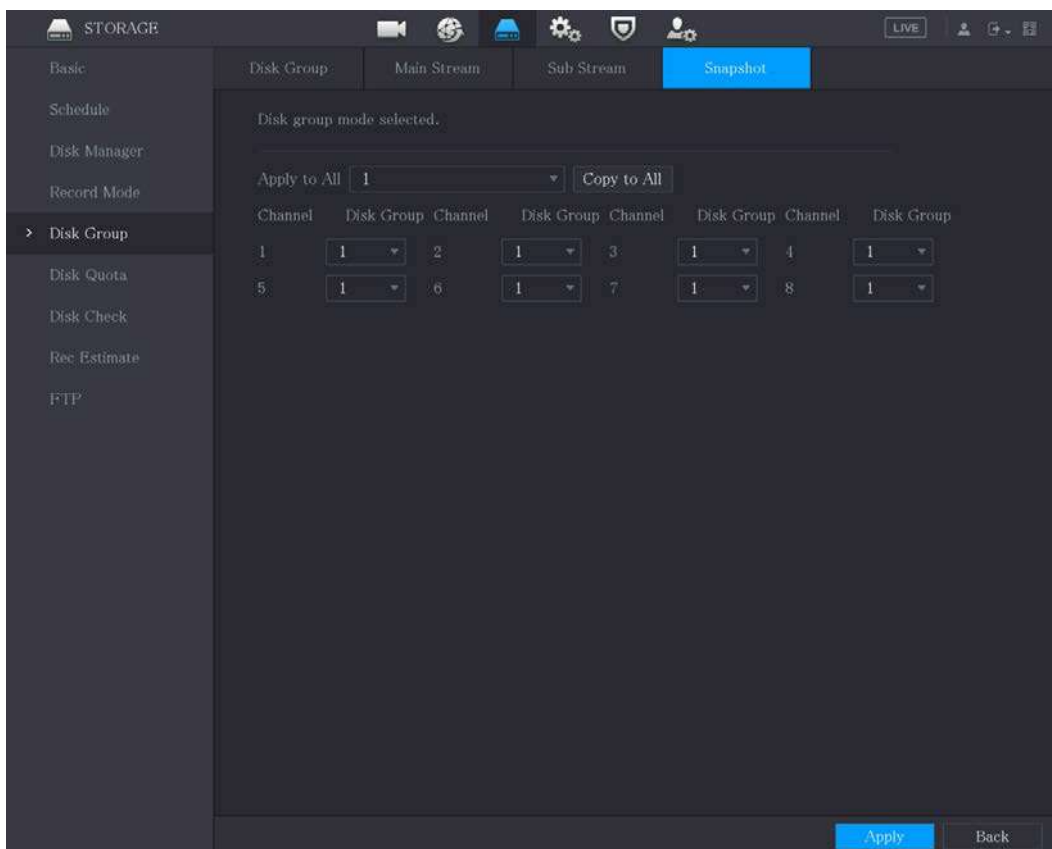 STORAGE LIVE
Basic
Schedule
Disk Manager
Record Mode
> Disk Group
Disk Quota
Disk Check
Rec Estimate
FTP
Disk Group Main Stream Sub Stream Snapshot
Disk group mode selected.
Apply to All 1 Copy to All
Channel Disk Group Channel Disk Group Channel Disk Group Channel Disk Group
1 1 2 1 3 1 4 1
5 1 6 1 7 1 8 1
Apply Back